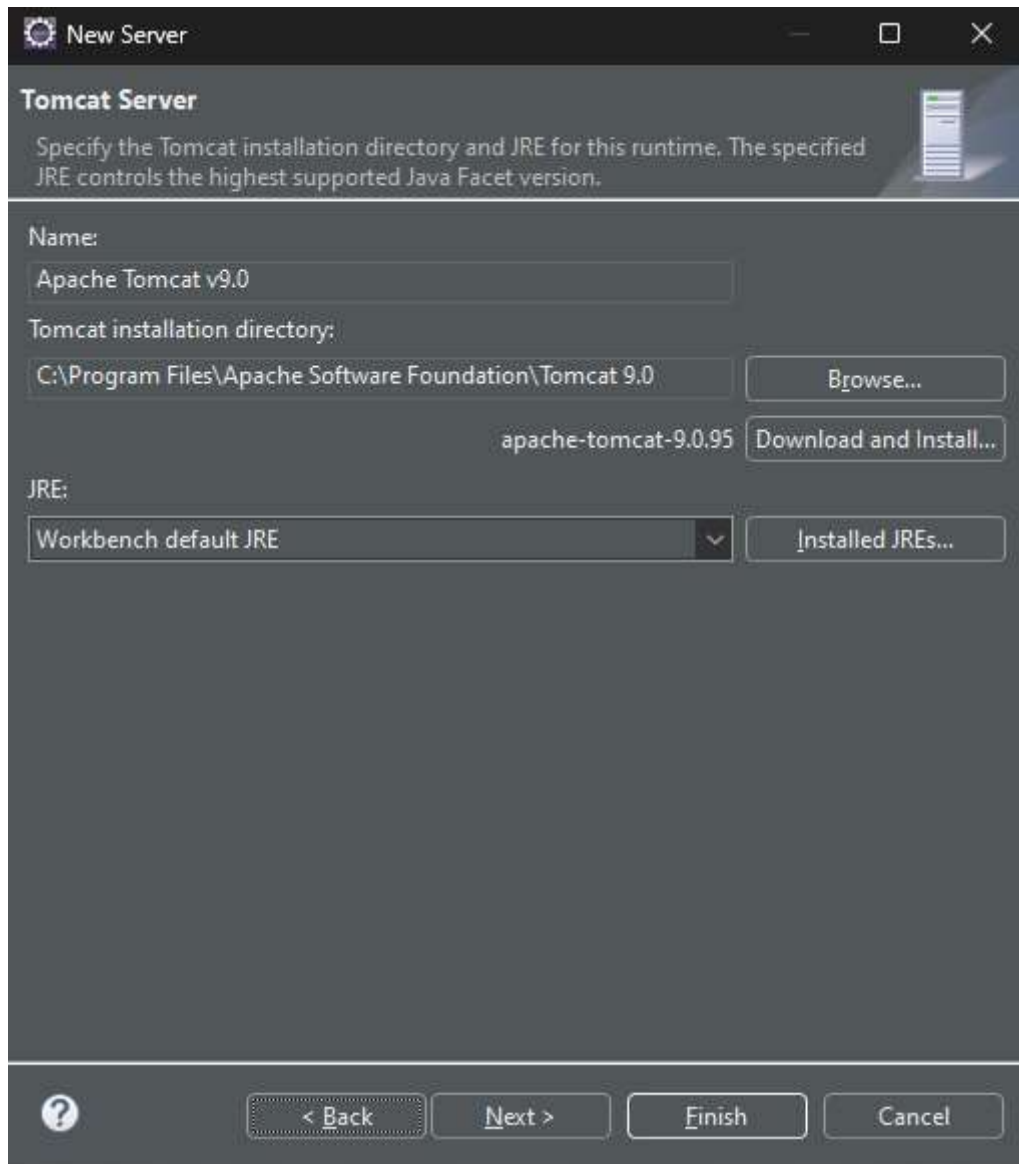 New Server
Tomcat Server
Specify the Tomcat installation directory and JRE for this runtime. The specified
JRE controls the highest supported Java Facet version.
Name:
Apache Tomcat v9.0
Tomcat installation directory:
C:\Program Files\Apache Software Foundation\Tomcat 9.0
Browse...
apache-tomcat-9.0.95
Download and Install...
JRE:
Workbench default JRE
Installed JREs...
?
< Back
Next >
Finish
Cancel